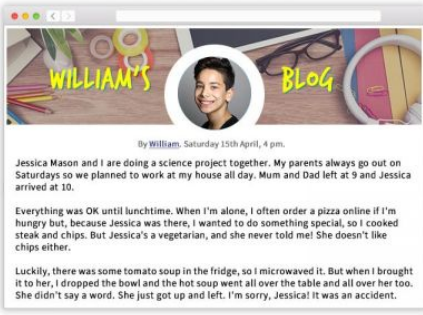 WILLIAM'S BLOG
By William. Saturday 15th April, 4 pm.
Jessica Mason and I are doing a science project together. My parents always go out on
Saturdays so we planned to work at my house all day. Mum and Dad left at 9 and Jessica
arrived at 10.
Everything was OK until lunchtime. When I'm alone, I often order a pizza online if I'm
hungry but, because Jessica was there, I wanted to do something special, so I cooked
steak and chips. But Jessica's a vegetarian, and she never told me! She doesn't like
chips either.
Luckily, there was some tomato soup in the fridge, so I microwaved it. But when I brought
it to her, I dropped the bowl and the hot soup went all over the table and all over her too.
She didn't say a word. She just got up and left. I'm sorry, Jessica! It was an accident.